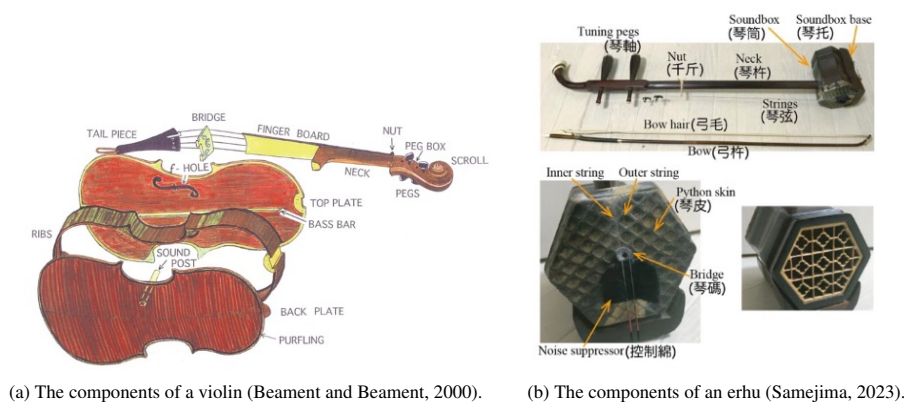 BRIDGE
TAIL PIECE
FINGER BOARD
NUT
PEG BOX
SCROLL
f-HOLE
NECK
PEGS
TOP PLATE
BASS BAR
RIBS
SOUND
POST
BACK PLATE
PURFLING
(a) The components of a violin (Beament and Beament, 2000).
Soundbox
(琴筒)
Soundbox base
(琴托)
Tuning pegs
(琴軸)
Nut
(千斤)
Neck
(琴杵)
Strings
(琴弦)
Bow hair(弓毛)
Bow(弓杵)
Inner string
Outer string
Python skin
(琴皮)
Bridge
(琴碼)
Noise suppressor(控制綿)
(b) The components of an erhu (Samejima, 2023).